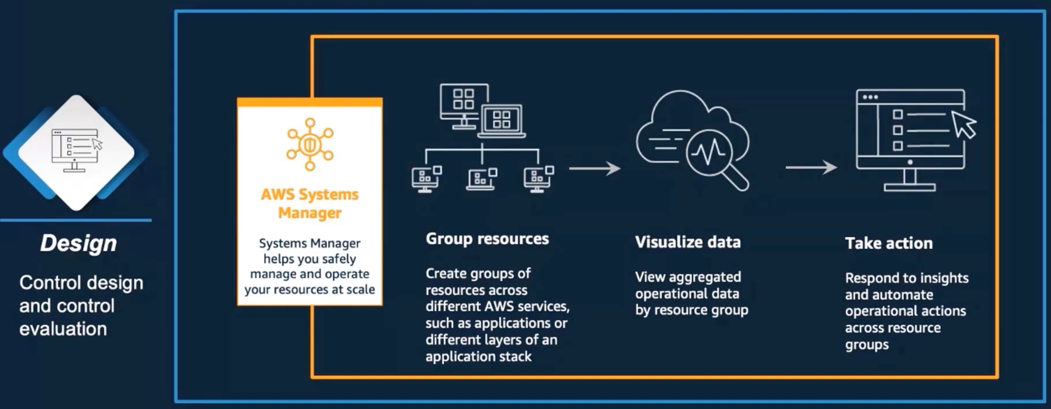 Design
Control design
and control
evaluation
AWS Systems
Manager
Systems Manager
helps you safely
manage and operate
your resources at scale
Group resources
Create groups of
resources across
different AWS services,
such as applications or
different layers of an
application stack
Visualize data
View aggregated
operational data
by resource group
Take action
Respond to insights
and automate
operational actions
across resource
groups